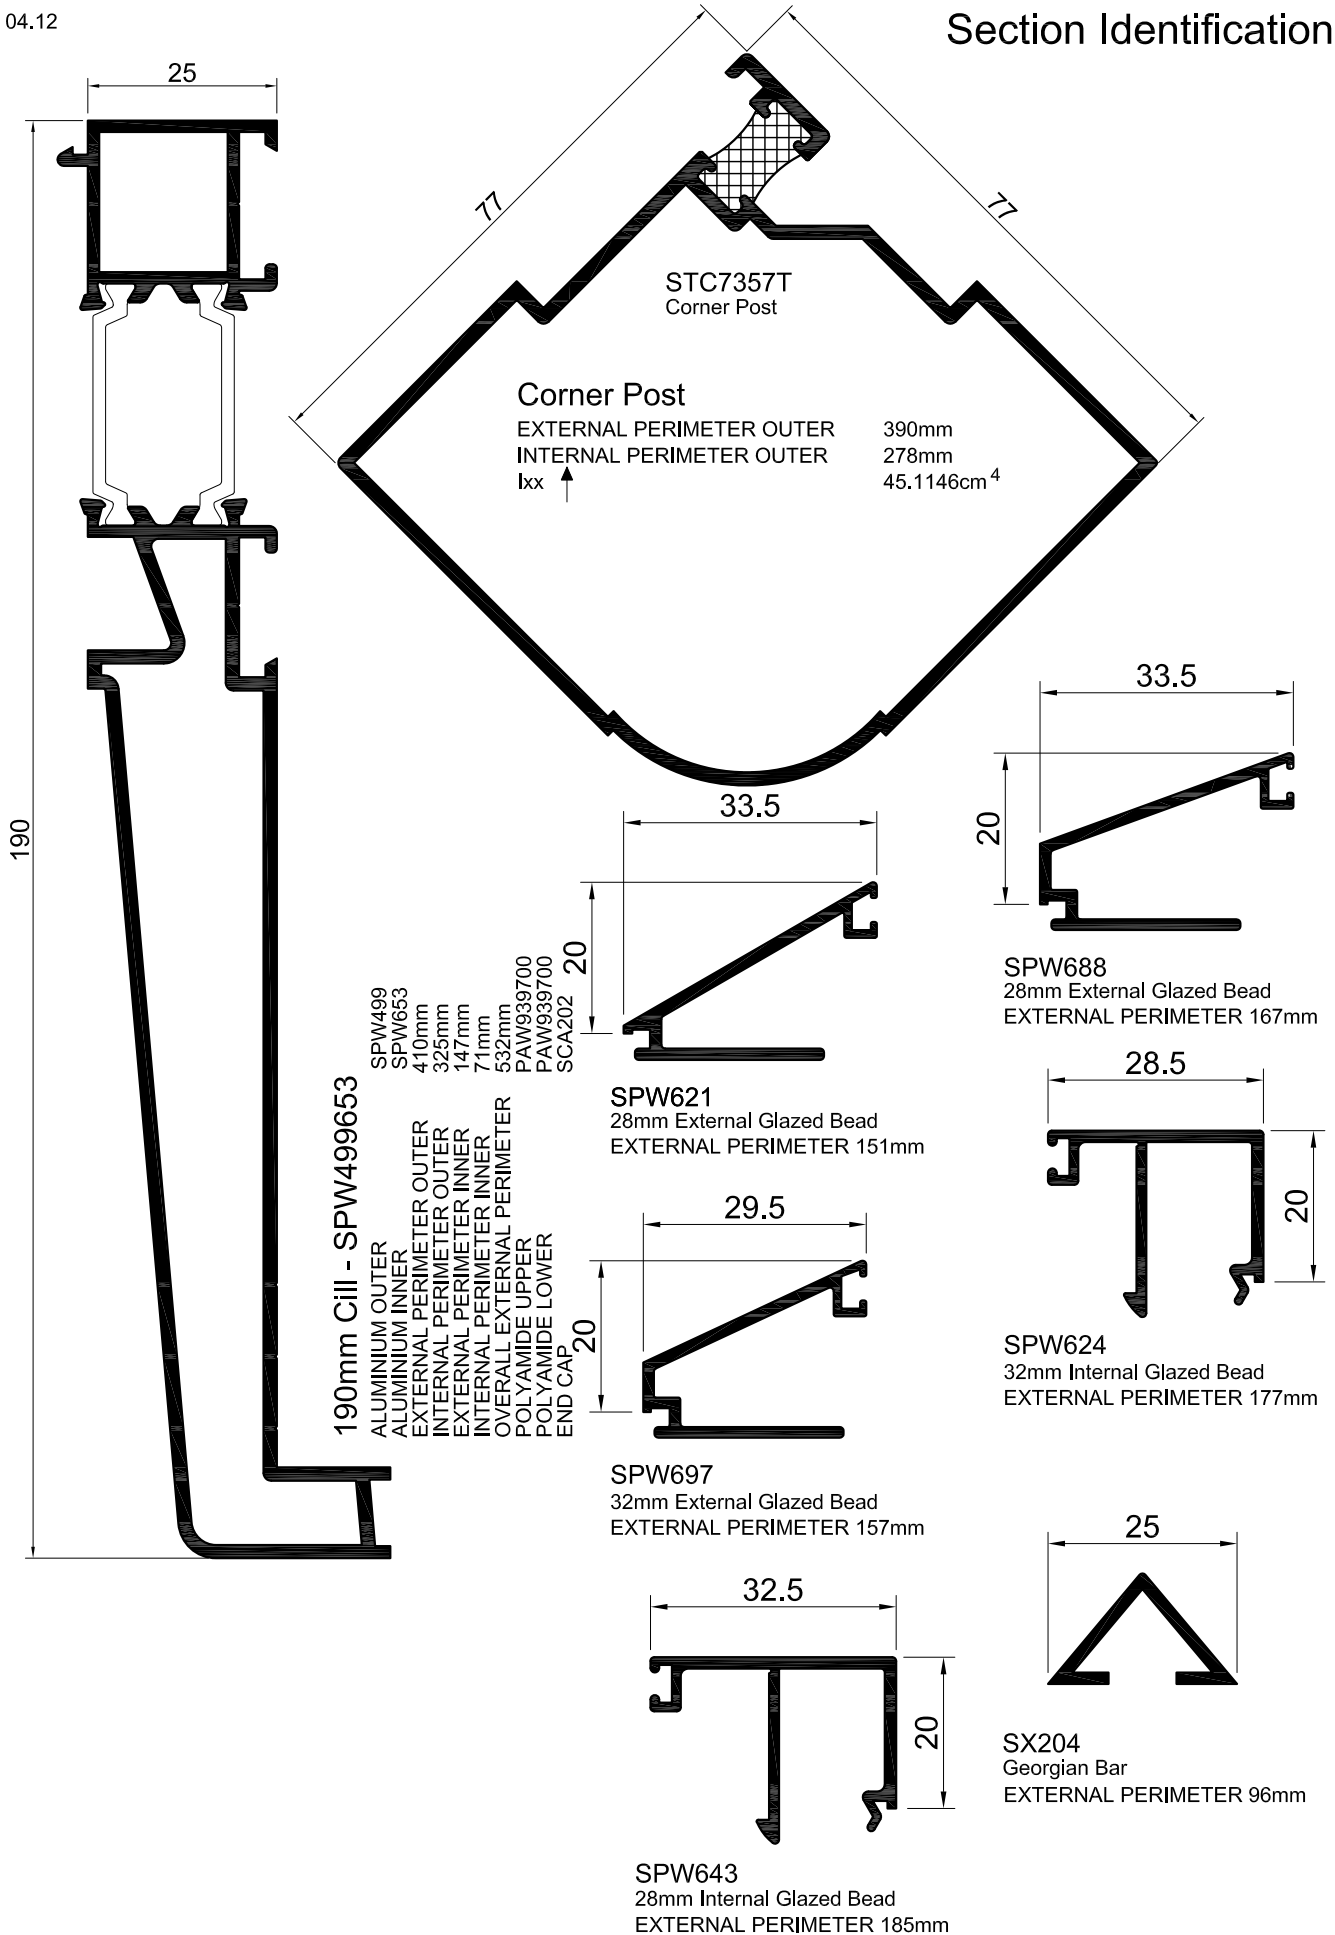 04.12
Section Identification
25
190
77
77
STC7357T
Corner Post
Corner Post
EXTERNAL PERIMETER OUTER 390mm
INTERNAL PERIMETER OUTER 278mm
Ixx 45.1146cm4
190mm Cill - SPW499653
ALUMINIUM OUTER SPW499
ALUMINIUM INNER SPW653
EXTERNAL PERIMETER OUTER 410mm
INTERNAL PERIMETER OUTER 325mm
EXTERNAL PERIMETER INNER 147mm
INTERNAL PERIMETER INNER 71mm
OVERALL EXTERNAL PERIMETER 532mm
POLYAMIDE UPPER PAW939700
POLYAMIDE LOWER PAW939700
END CAP SCA202
33.5
20
SPW621
28mm External Glazed Bead
EXTERNAL PERIMETER 151mm
33.5
20
SPW688
28mm External Glazed Bead
EXTERNAL PERIMETER 167mm
29.5
20
SPW697
32mm External Glazed Bead
EXTERNAL PERIMETER 157mm
28.5
20
SPW624
32mm Internal Glazed Bead
EXTERNAL PERIMETER 177mm
32.5
20
SPW643
28mm Internal Glazed Bead
EXTERNAL PERIMETER 185mm
25
SX204
Georgian Bar
EXTERNAL PERIMETER 96mm